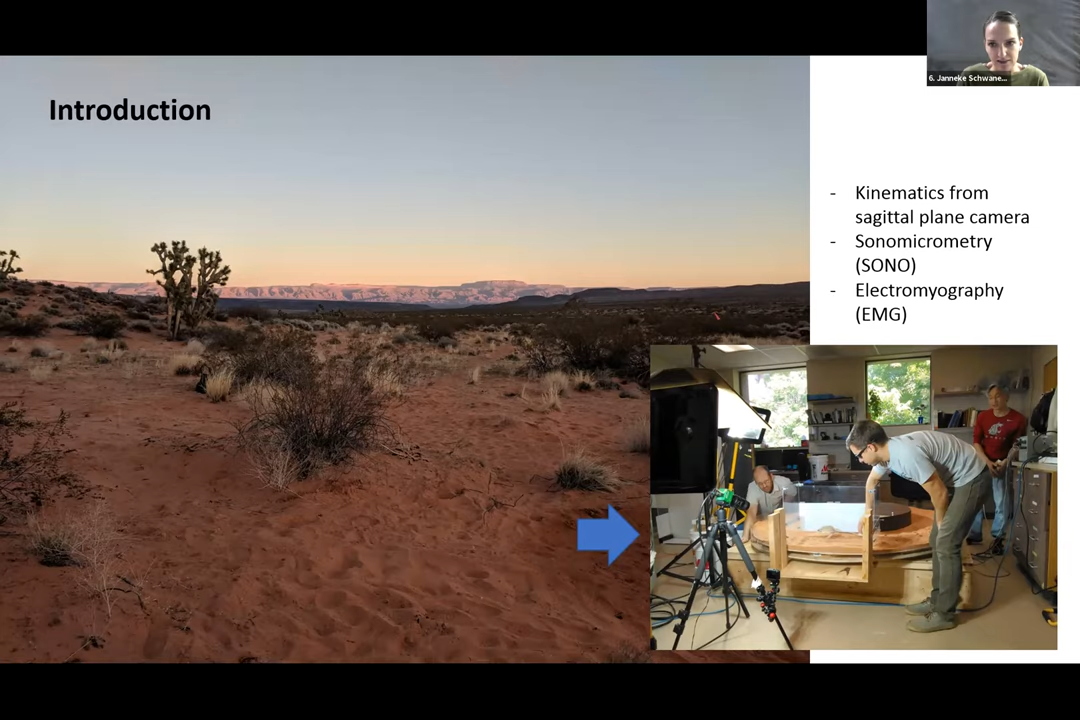 6. Janneke Schwane...
Introduction
- Kinematics from
sagittal plane camera
- Sonomicrometry
(SONO)
- Electromyography
(EMG)